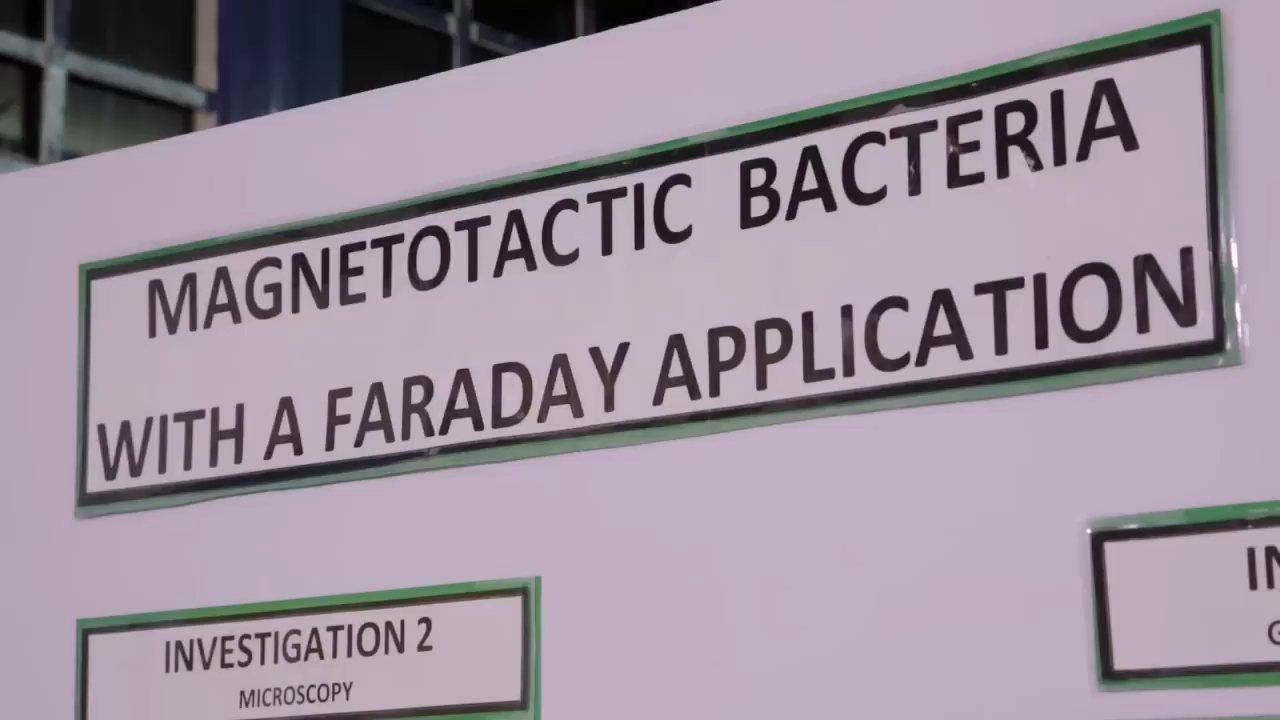 MAGNETOTACTIC BACTERIA
WITH A FARADAY APPLICATION
INVESTIGATION 2
MICROSCOPY